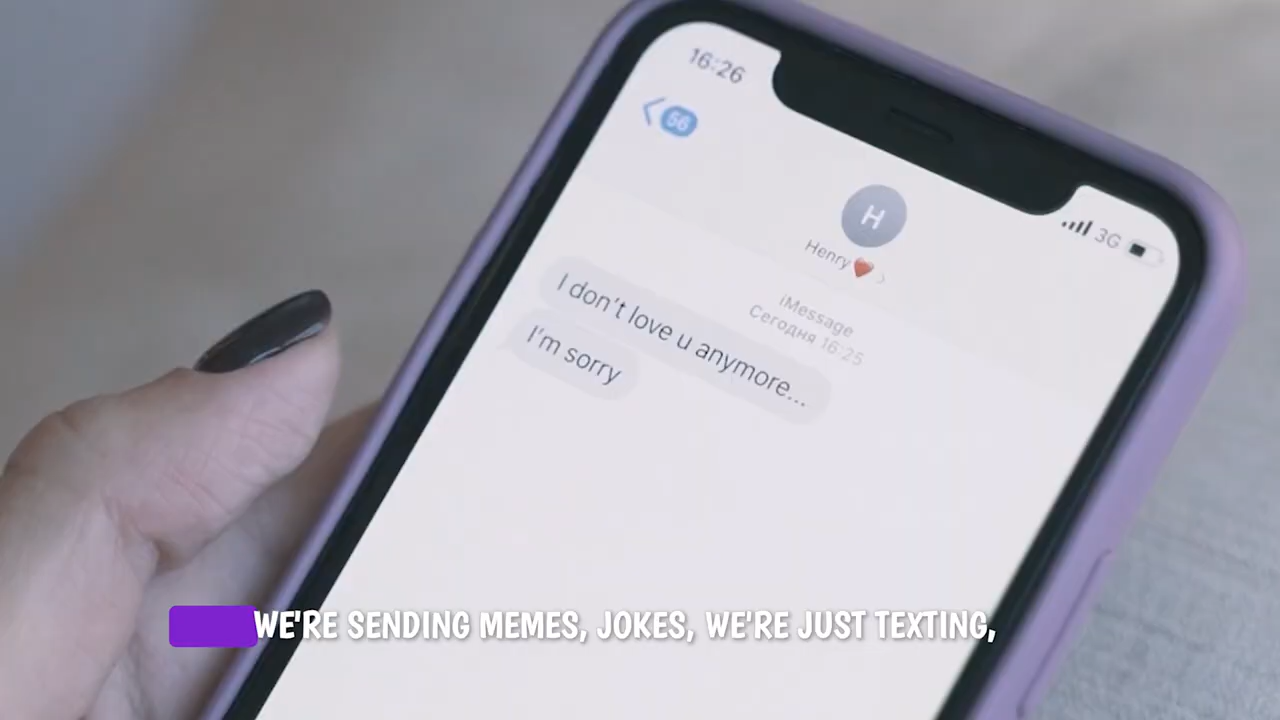 16:26
56
3G
H
Henry ❤️
iMessage
Сегодня 16:25
I don't love u anymore...
I'm sorry
WE'RE SENDING MEMES, JOKES, WE'RE JUST TEXTING,